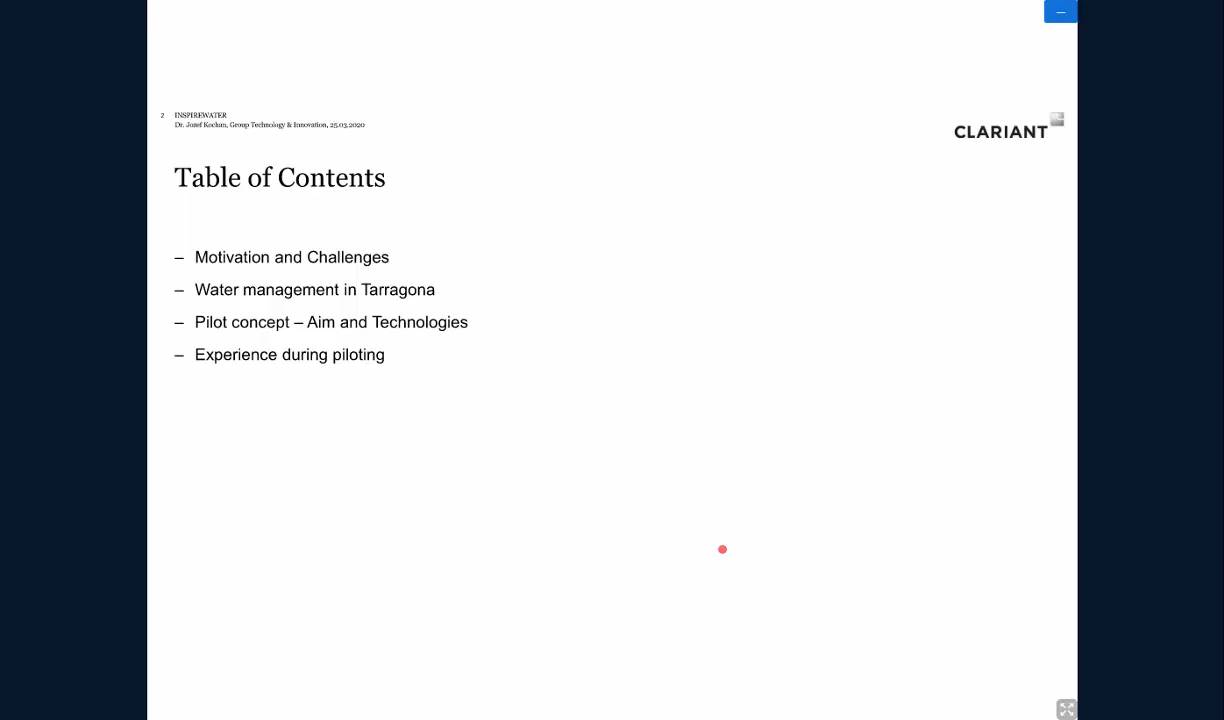 2 INSPIREWATER
Dr. Jozef Kochan, Group Technology & Innovation, 25.03.2020
CLARIANT
Table of Contents
– Motivation and Challenges
– Water management in Tarragona
– Pilot concept – Aim and Technologies
– Experience during piloting